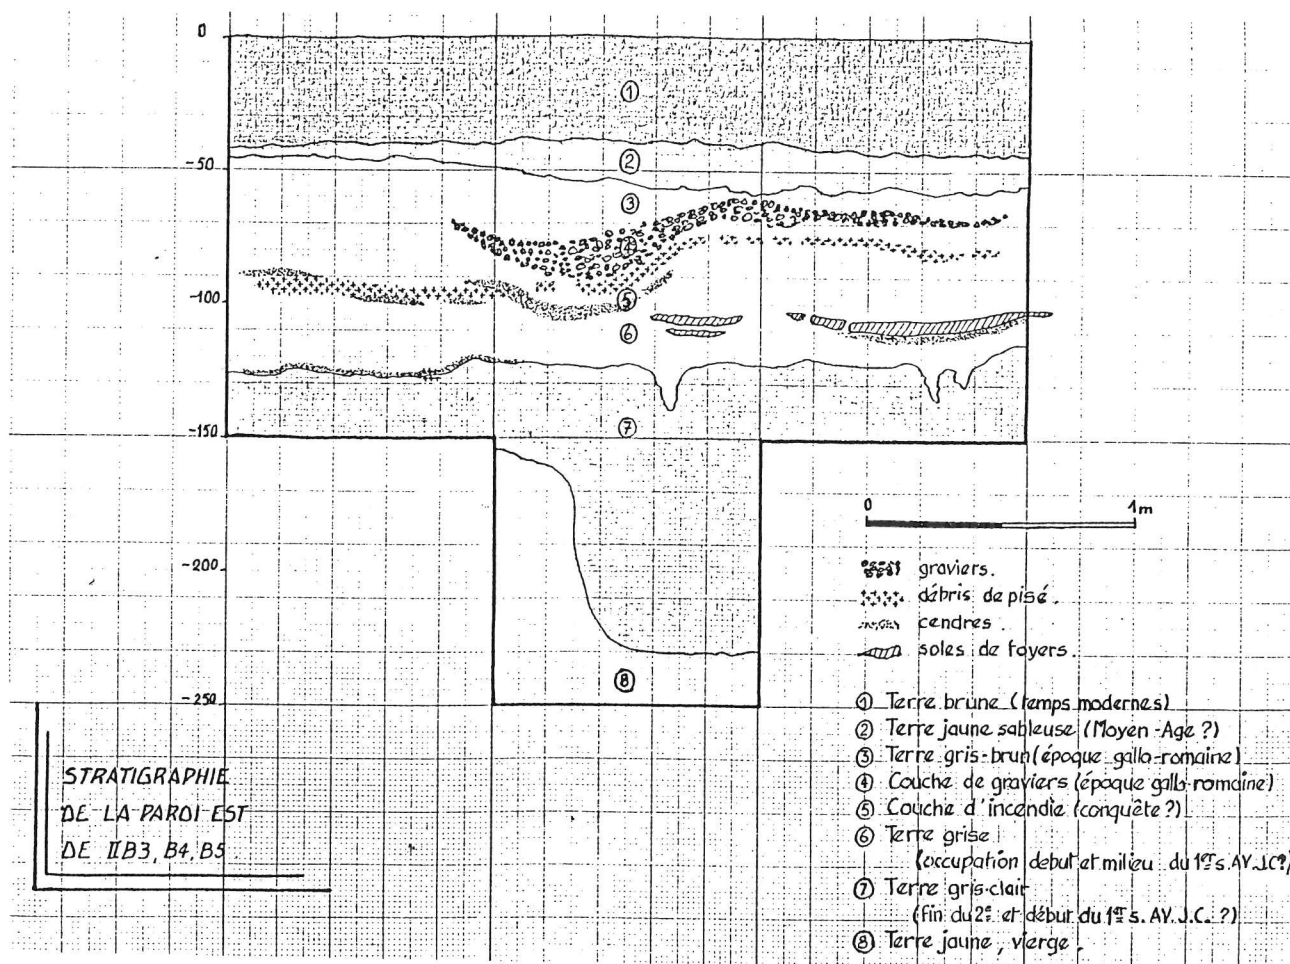 0
①
②
-50
③
④
-100
⑤
⑥
⑦
-150
-200
⑧
-250
0 1m
graviers.
débris de pisé.
cendres
soles de foyers.
① Terre brune (temps modernes)
② Terre jaune sableuse (Moyen-Age ?)
③ Terre gris-brun (époque gallo-romaine)
④ Couche de graviers (époque gallo-romaine)
⑤ Couche d'incendie (conquête ?)
⑥ Terre grise
(occupation debut et milieu du 1er s. AV. J.C ?)
⑦ Terre gris-clair
(fin du 2e et début du 1er s. AV. J.C. ?)
⑧ Terre jaune, vierge.
STRATIGRAPHIE
DE LA PAROI EST
DE IIB3, B4, B5